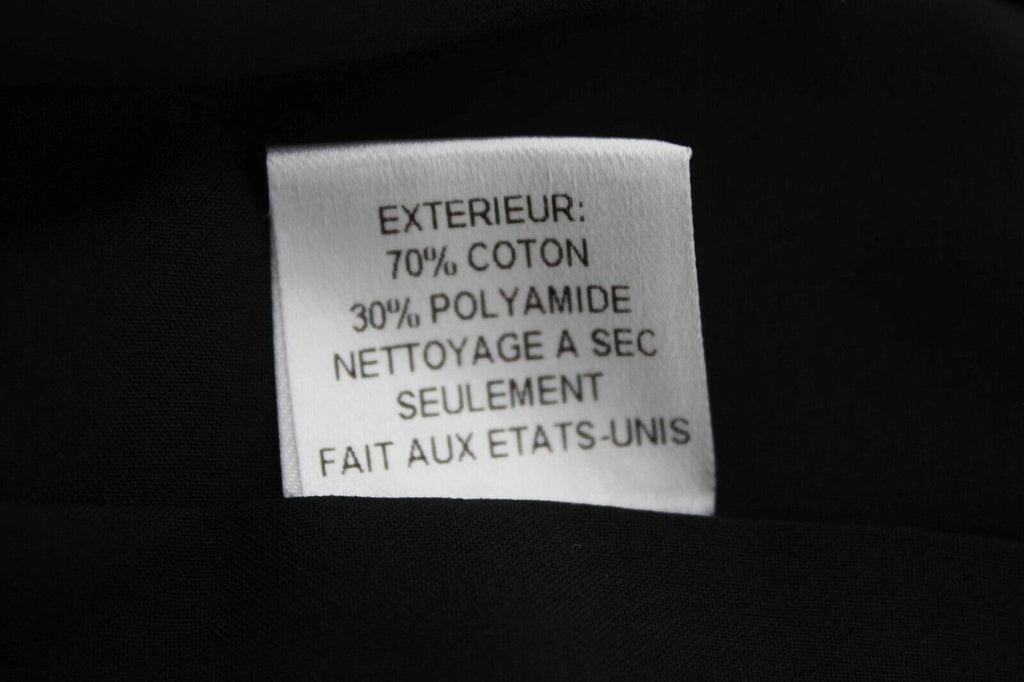 EXTERIEUR:
70% COTON
30% POLYAMIDE
NETTOYAGE A SEC
SEULEMENT
FAIT AUX ETATS-UNIS